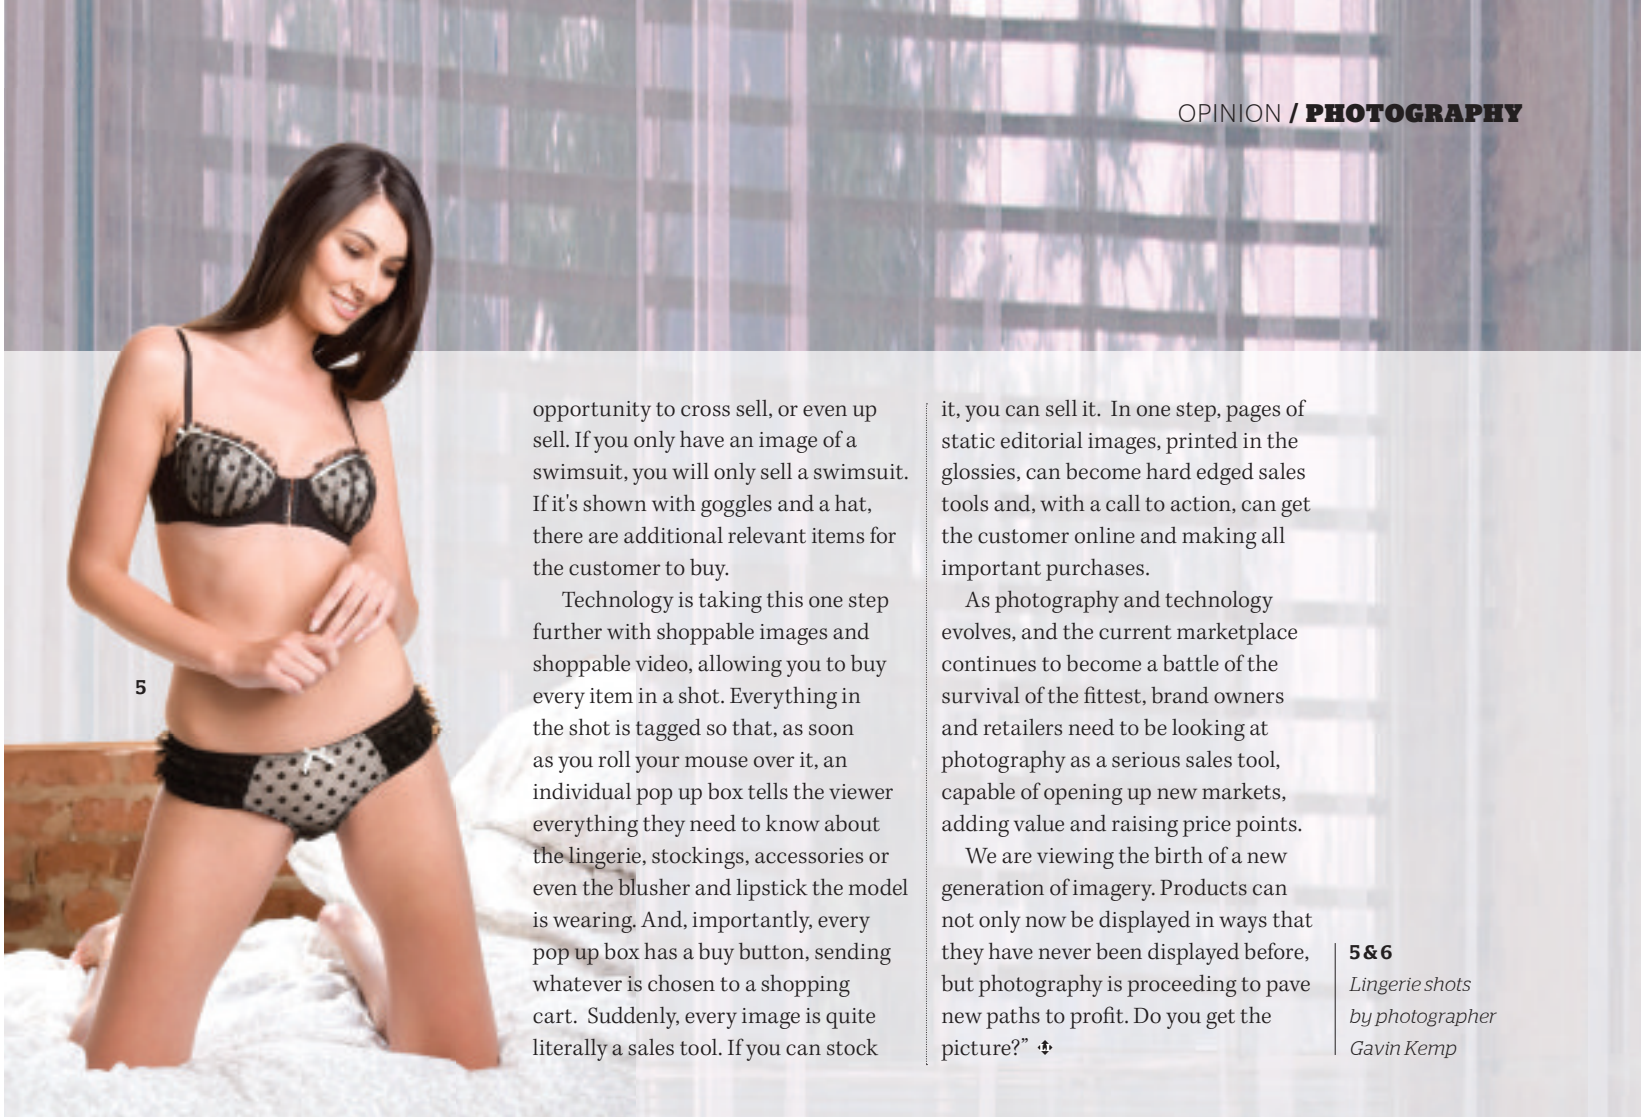 OPINION / PHOTOGRAPHY
opportunity to cross sell, or even up
sell. If you only have an image of a
swimsuit, you will only sell a swimsuit.
If it's shown with goggles and a hat,
there are additional relevant items for
the customer to buy.
Technology is taking this one step
further with shoppable images and
shoppable video, allowing you to buy
every item in a shot. Everything in
the shot is tagged so that, as soon
as you roll your mouse over it, an
individual pop up box tells the viewer
everything they need to know about
the lingerie, stockings, accessories or
even the blusher and lipstick the model
is wearing. And, importantly, every
pop up box has a buy button, sending
whatever is chosen to a shopping
cart.  Suddenly, every image is quite
literally a sales tool. If you can stock
it, you can sell it.  In one step, pages of
static editorial images, printed in the
glossies, can become hard edged sales
tools and, with a call to action, can get
the customer online and making all
important purchases.
As photography and technology
evolves, and the current marketplace
continues to become a battle of the
survival of the fittest, brand owners
and retailers need to be looking at
photography as a serious sales tool,
capable of opening up new markets,
adding value and raising price points.
We are viewing the birth of a new
generation of imagery. Products can
not only now be displayed in ways that
they have never been displayed before,
but photography is proceeding to pave
new paths to profit. Do you get the
picture?”
5
5 & 6
Lingerie shots
by photographer
Gavin Kemp